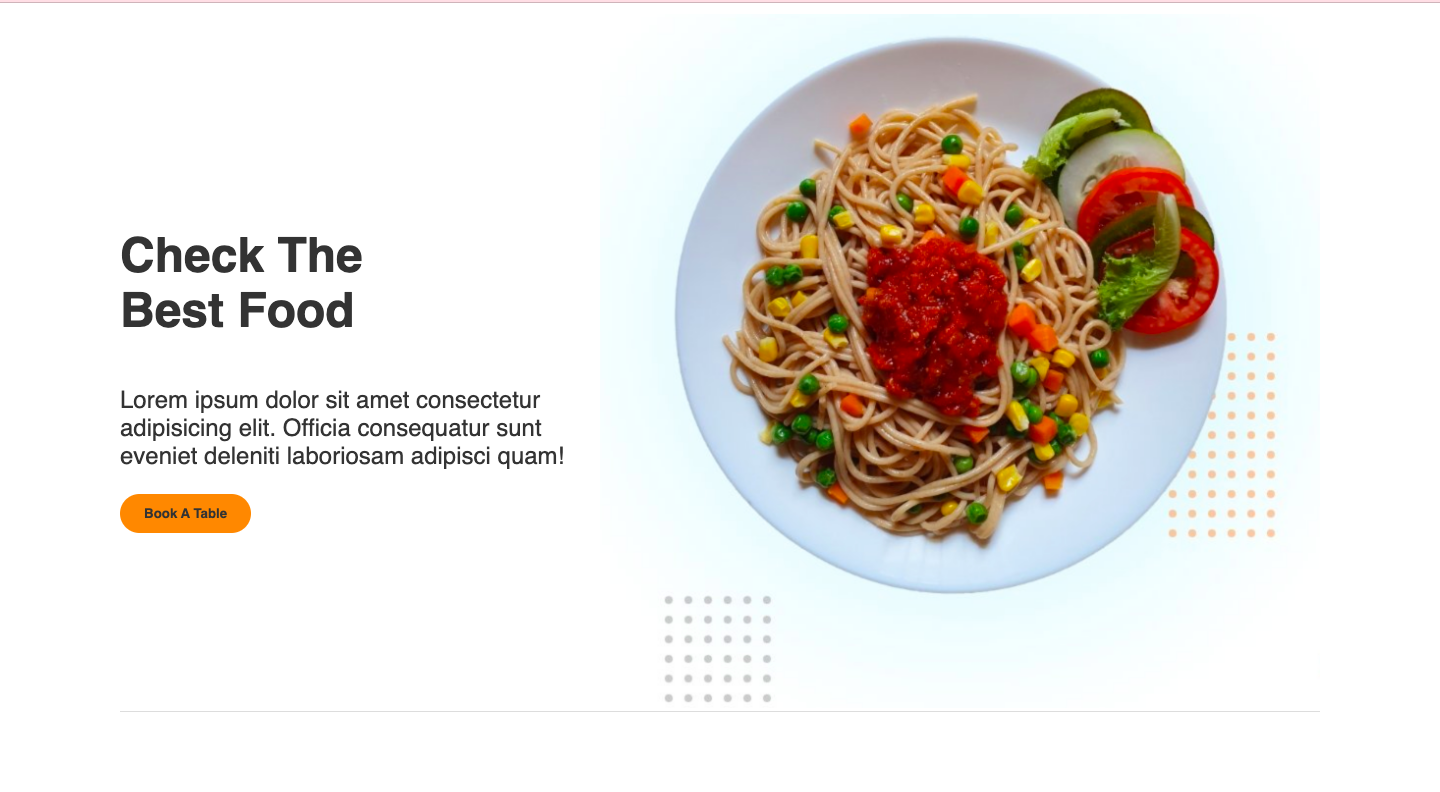 Check The
Best Food
Lorem ipsum dolor sit amet consectetur
adipisicing elit. Officia consequatur sunt
eveniet deleniti laboriosam adipisci quam!
Book A Table